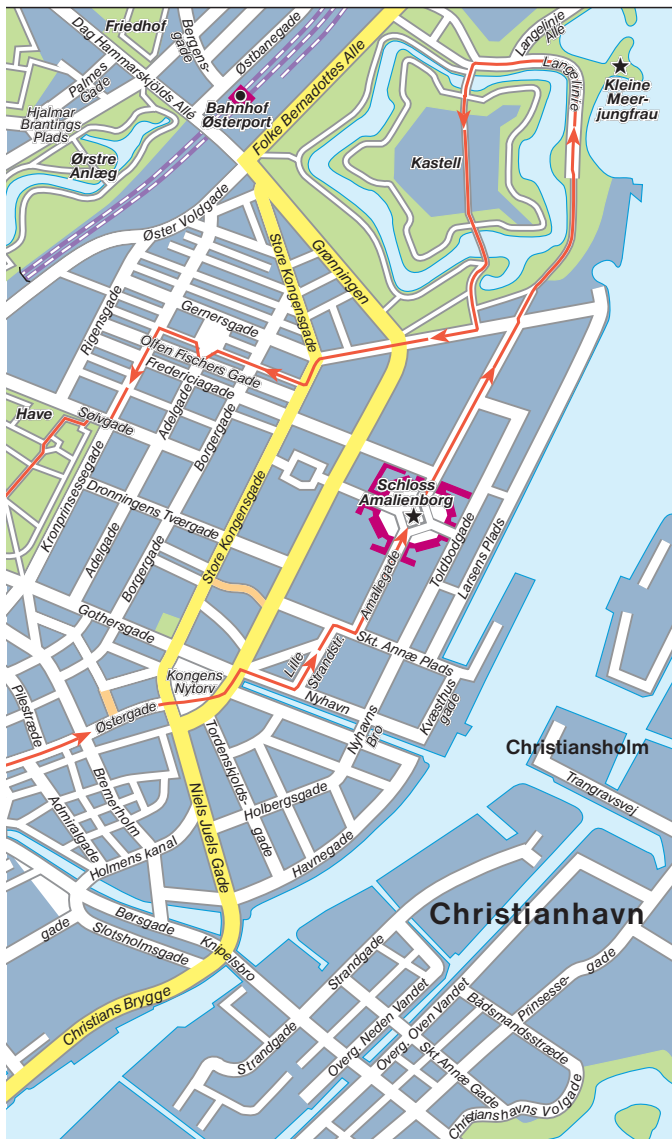 Friedhof
Dag Hammarskjölds Allé
Bergens-
gade
Østbanegade
Palmes
Gade
Hjalmar
Brantings
Plads
Ørstre
Anlæg
Bahnhof
Østerport
Folke Bernadottes Alle
Langelinie
Allé
Langelinie
Kleine
Meer-
jungfrau
Kastell
Øster Voldgade
Store Kongensgade
Grønningen
Rigensgade
Gernersgade
Olfen Fischers Gade
Fredericiagade
Adelgade
Borgergade
Have
Sølvgade
Kronprinsessegade
Dronningens Tværgade
Adelgade
Borgergade
Store Kongensgade
Schloss
Amalienborg
Amaliegade
Toldbodgade
Larsens Plads
Gothersgade
Kongens
Nytorv
Lille
Strandstr.
Skt. Annæ Plads
Nyhavn
Nyhavns
Bro
Kvæsthus
gade
Pilestræde
Østergade
Bremerholm
Admiralgade
Holmens kanal
Niels Juels Gade
Tordenskjolds-
gade
Holbergsgade
Havnegade
Christiansholm
Trangravsvej
Christianhavn
gade
Børsgade
Slotsholmsgade
Knipelsbro
Christians Brygge
Strandgade
Strandgade
Overg. Neden Vandet
Overg. Oven Vandet
Skt Annæ Gade
Bådsmandsstræde
Prinsesse-
gade
Christianshavns Volgade